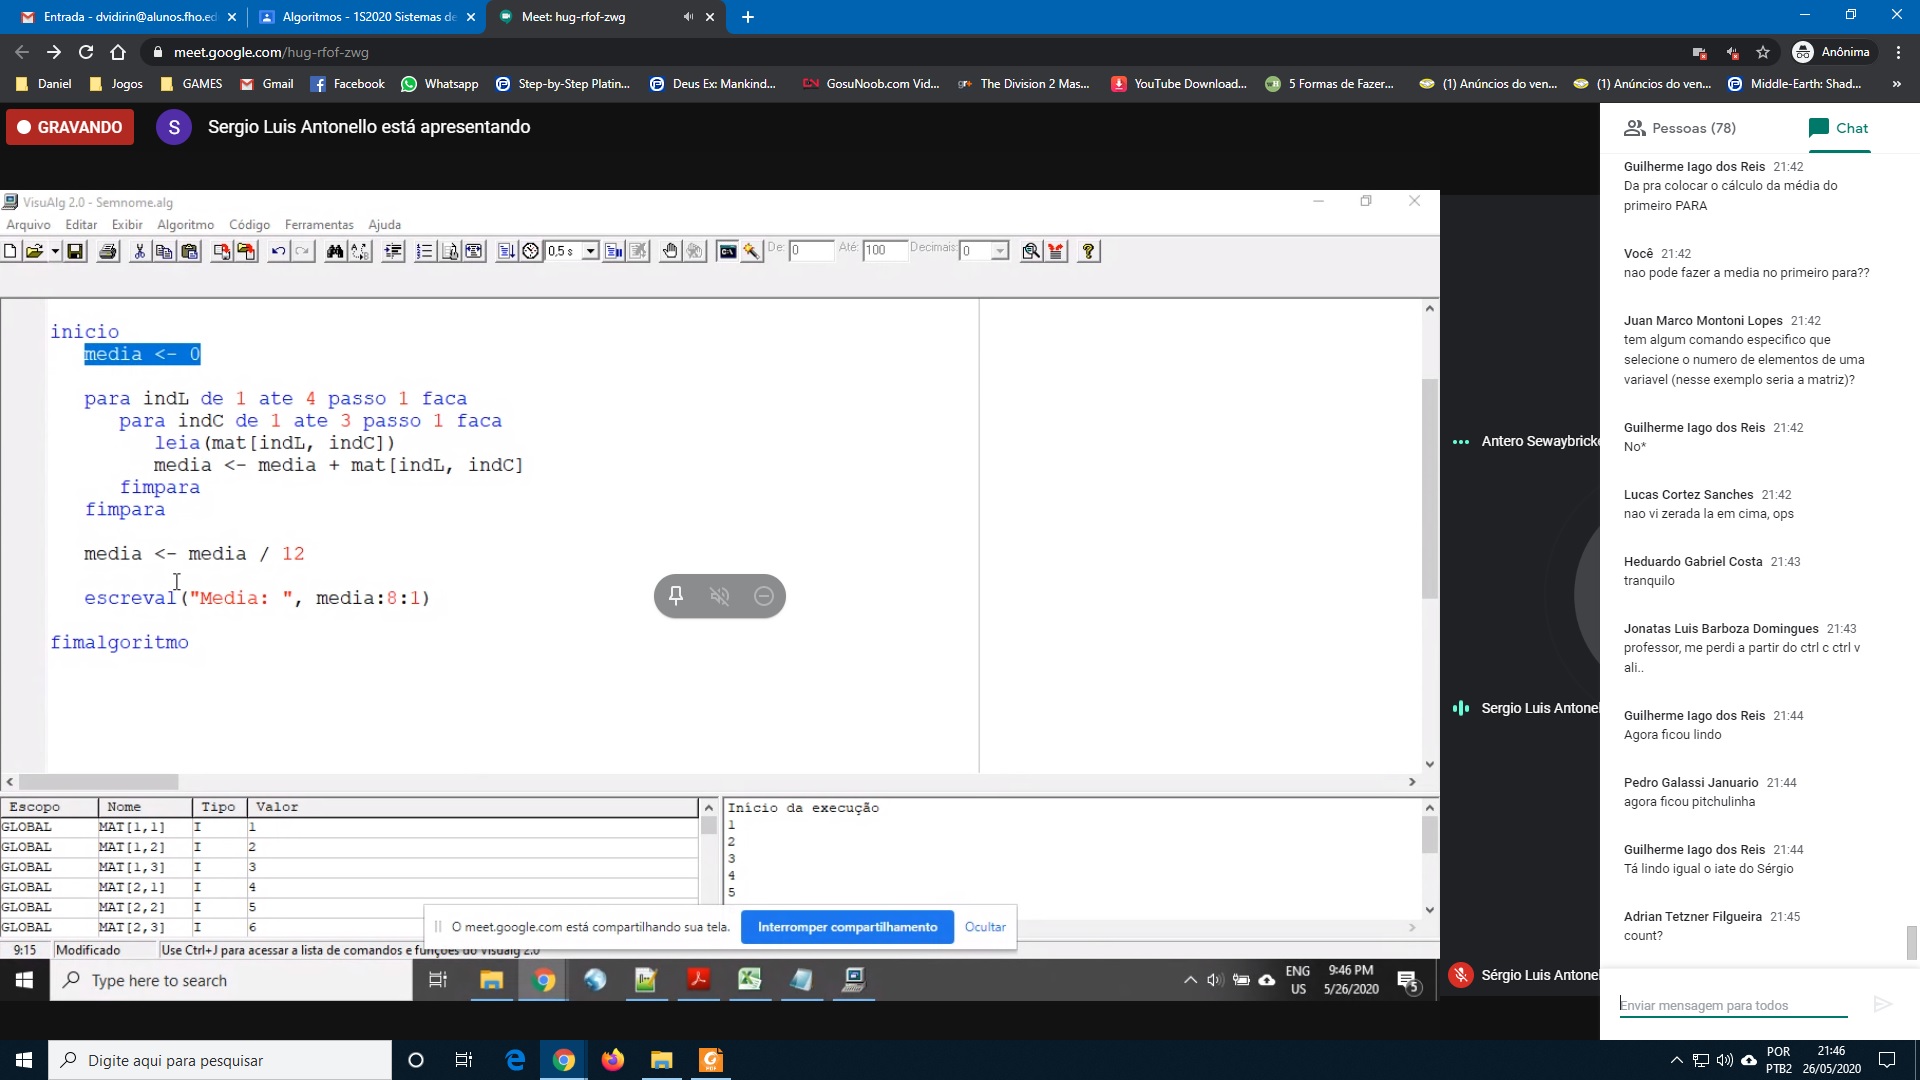 Entrada - dvidirin@alunos.fho.ed
Algoritmos - 1S2020 Sistemas de
Meet: hug-rfof-zwg
meet.google.com/hug-rfof-zwg
Anônima
Daniel
Jogos
GAMES
Gmail
Facebook
Whatsapp
Step-by-Step Platin...
Deus Ex: Mankind...
GosuNoob.com Vid...
The Division 2 Mas...
YouTube Download...
5 Formas de Fazer...
(1) Anúncios do ven...
(1) Anúncios do ven...
Middle-Earth: Shad...
»
GRAVANDO
S
Sergio Luis Antonello está apresentando
VisuAlg 2.0 - Semnome.alg
Arquivo Editar Exibir Algoritmo Código Ferramentas Ajuda
0,5 s
De: 0
Até: 100
Decimais: 0
inicio
media <- 0
para indL de 1 ate 4 passo 1 faca
para indC de 1 ate 3 passo 1 faca
leia(mat[indL, indC])
media <- media + mat[indL, indC]
fimpara
fimpara
media <- media / 12
escreval("Media: ", media:8:1)
fimalgoritmo
Escopo Nome Tipo Valor
GLOBAL MAT[1,1] I 1
GLOBAL MAT[1,2] I 2
GLOBAL MAT[1,3] I 3
GLOBAL MAT[2,1] I 4
GLOBAL MAT[2,2] I 5
GLOBAL MAT[2,3] I 6
Início da execução
1
2
3
4
5
O meet.google.com está compartilhando sua tela.
Interromper compartilhamento
Ocultar
9:15 Modificado Use Ctrl+J para acessar a lista de comandos e funções do Visualg 2.0
Type here to search
ENG
US
9:46 PM
5/26/2020
5
Antero Sewaybricke
Sergio Luis Antonel
Sérgio Luis Antonel
Pessoas (78)
Chat
Guilherme Iago dos Reis 21:42
Da pra colocar o cálculo da média do
primeiro PARA
Você 21:42
nao pode fazer a media no primeiro para??
Juan Marco Montoni Lopes 21:42
tem algum comando especifico que
selecione o numero de elementos de uma
variavel (nesse exemplo seria a matriz)?
Guilherme Iago dos Reis 21:42
No*
Lucas Cortez Sanches 21:42
nao vi zerada la em cima, ops
Heduardo Gabriel Costa 21:43
tranquilo
Jonatas Luis Barboza Domingues 21:43
professor, me perdi a partir do ctrl c ctrl v
ali..
Guilherme Iago dos Reis 21:44
Agora ficou lindo
Pedro Galassi Januario 21:44
agora ficou pitchulinha
Guilherme Iago dos Reis 21:44
Tá lindo igual o iate do Sérgio
Adrian Tetzner Filgueira 21:45
count?
Enviar mensagem para todos
Digite aqui para pesquisar
POR
PTB2
21:46
26/05/2020